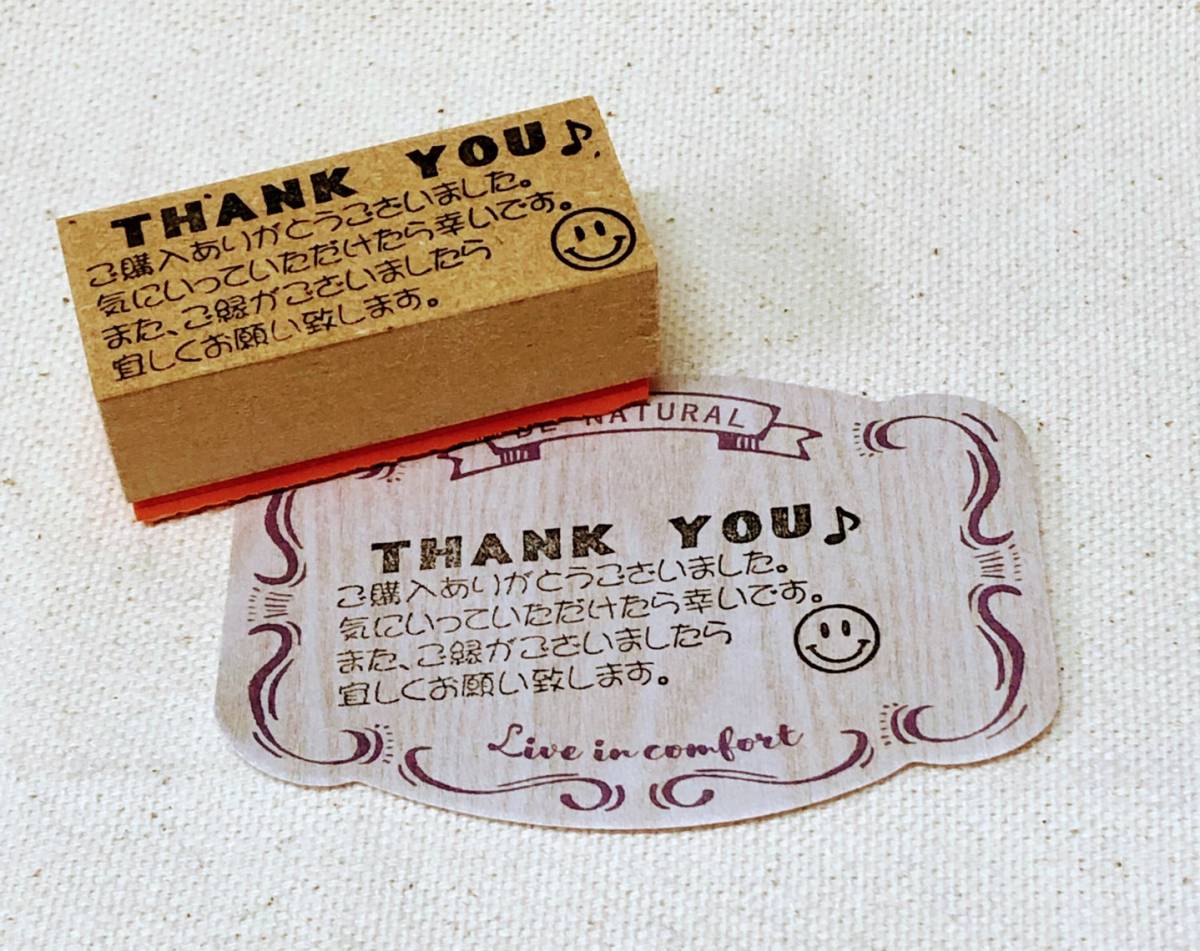 THANK YOU♪
ご購入ありがとうございました。
気にいっていただけたら幸いです。
また、ご縁がございましたら
宜しくお願い致します。
BE NATURAL
THANK YOU♪
ご購入ありがとうございました。
気にいっていただけたら幸いです。
また、ご縁がございましたら
宜しくお願い致します。
Live in comfort